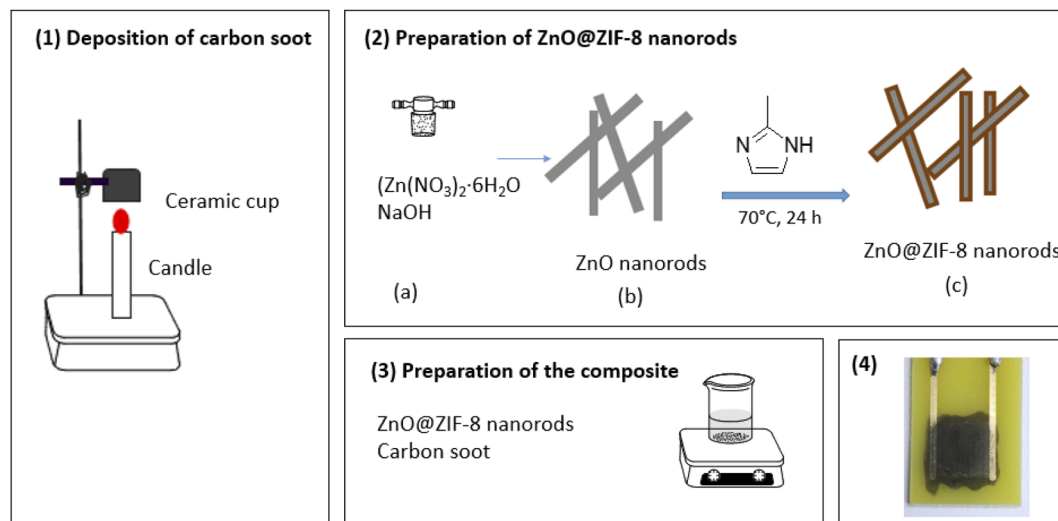 (1) Deposition of carbon soot
Ceramic cup
Candle
(2) Preparation of ZnO@ZIF-8 nanorods
(Zn(NO₃)₂·6H₂O
NaOH
(a)
ZnO nanorods
(b)
N
NH
70°C, 24 h
ZnO@ZIF-8 nanorods
(c)
(3) Preparation of the composite
ZnO@ZIF-8 nanorods
Carbon soot
(4)